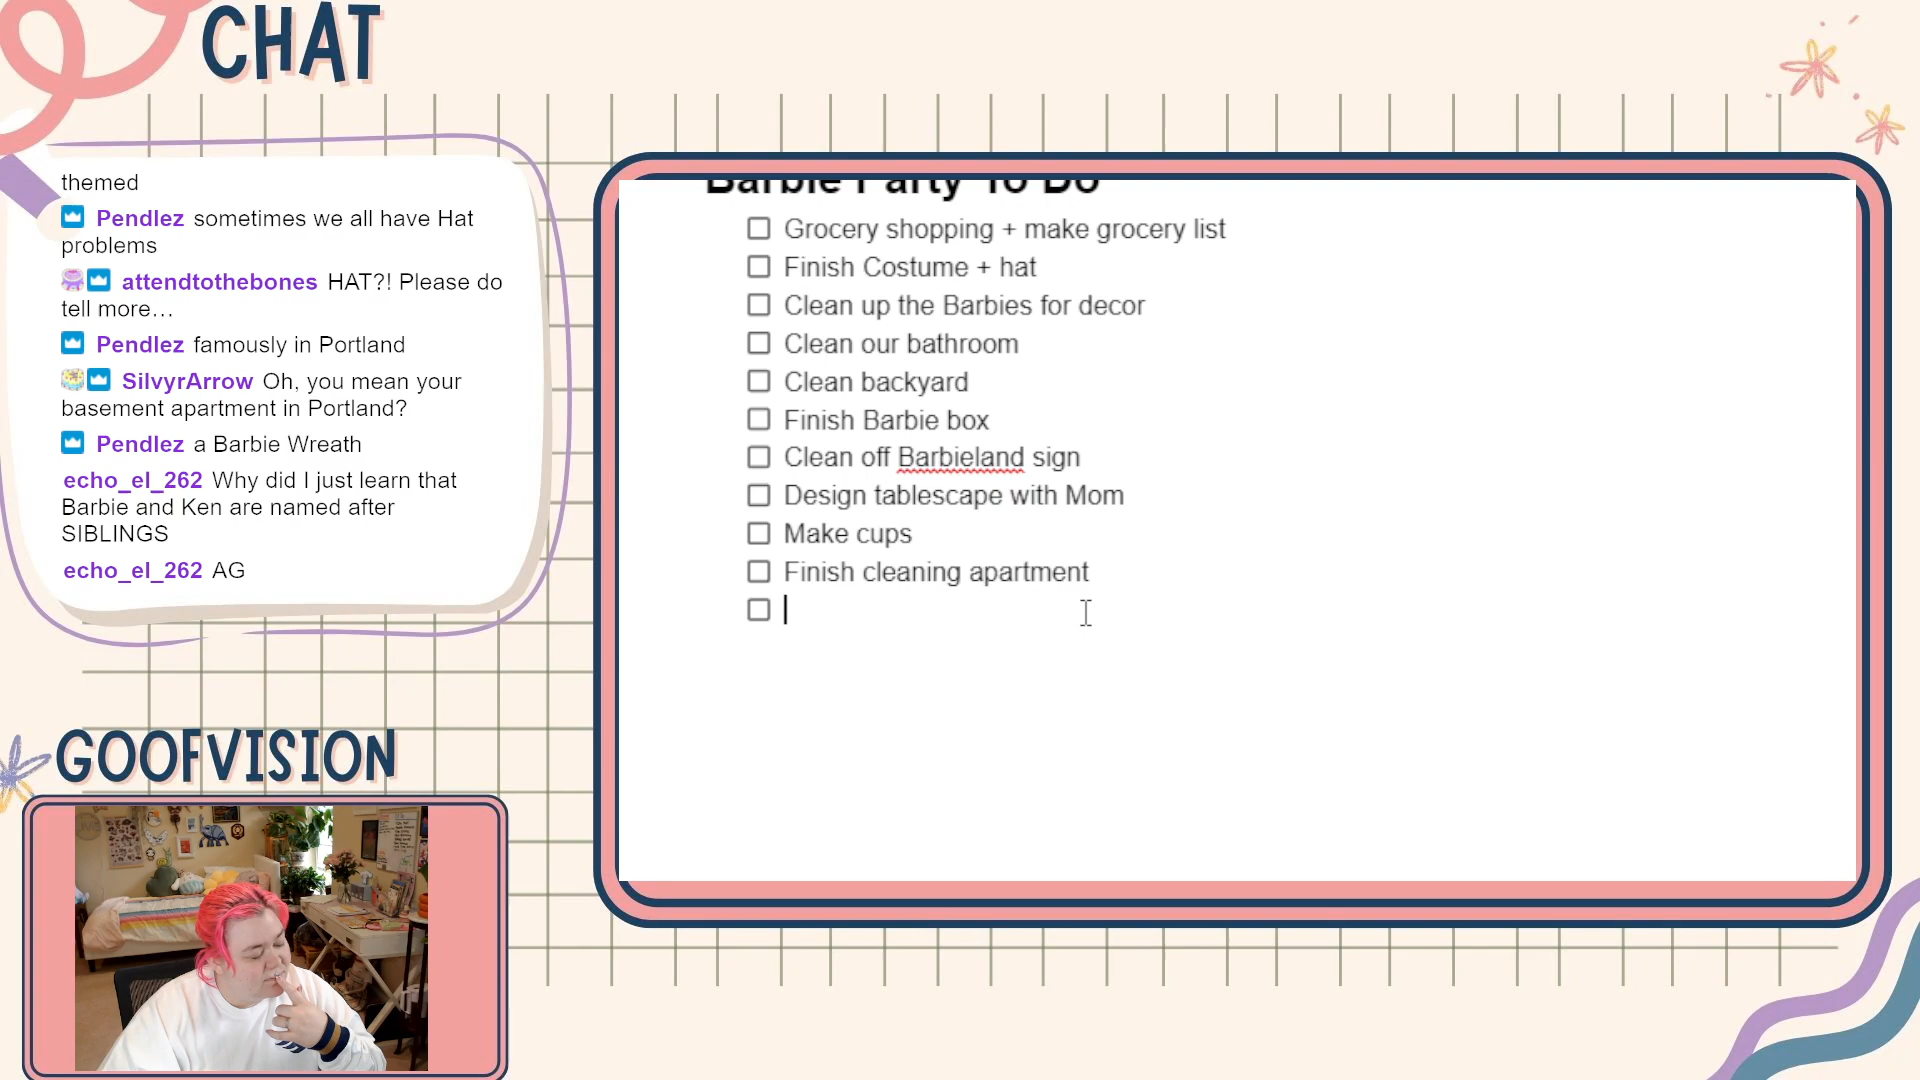 CHAT
themed
Pendlez sometimes we all have Hat
problems
attendtothebones HAT?! Please do
tell more…
Pendlez famously in Portland
SilvyrArrow Oh, you mean your
basement apartment in Portland?
Pendlez a Barbie Wreath
echo_el_262 Why did I just learn that
Barbie and Ken are named after
SIBLINGS
echo_el_262 AG
Barbie Party To Do
Grocery shopping + make grocery list
Finish Costume + hat
Clean up the Barbies for decor
Clean our bathroom
Clean backyard
Finish Barbie box
Clean off Barbieland sign
Design tablescape with Mom
Make cups
Finish cleaning apartment
GOOFVISION